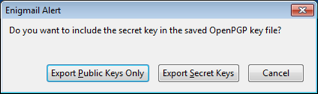 Enigmail Alert
Do you want to include the secret key in the saved OpenPGP key file?
Export Public Keys Only Export Secret Keys Cancel